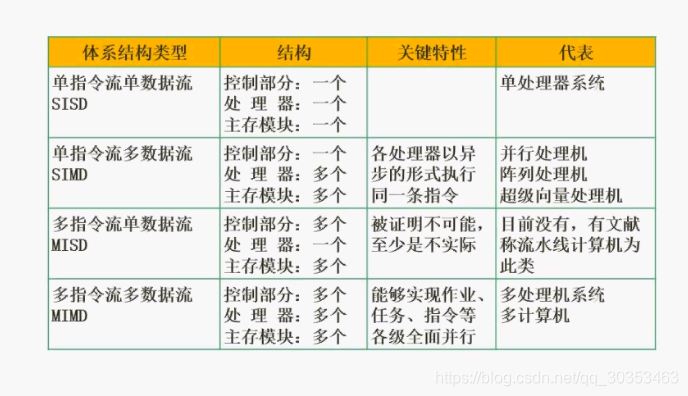 体系结构类型 结构 关键特性 代表
单指令流单数据流
SISD
控制部分：一个
处 理 器：一个
主存模块：一个
单处理器系统
单指令流多数据流
SIMD
控制部分：一个
处 理 器：多个
主存模块：多个
各处理器以异
步的形式执行
同一条指令
并行处理机
阵列处理机
超级向量处理机
多指令流单数据流
MISD
控制部分：多个
处 理 器：一个
主存模块：多个
被证明不可能，
至少是不实际
目前没有，有文献
称流水线计算机为
此类
多指令流多数据流
MIMD
控制部分：多个
处 理 器：多个
主存模块：多个
能够实现作业、
任务、指令等
各级全面并行
多处理机系统
多计算机
https://blog.csdn.net/qq_30353463